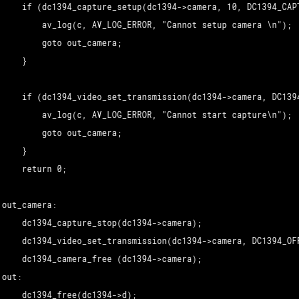 if (dc1394_capture_setup(dc1394->camera, 10, DC1394_CAPT
av_log(c, AV_LOG_ERROR, "Cannot setup camera \n");
goto out_camera;
}
if (dc1394_video_set_transmission(dc1394->camera, DC1394
av_log(c, AV_LOG_ERROR, "Cannot start capture\n");
goto out_camera;
}
return 0;
out_camera:
dc1394_capture_stop(dc1394->camera);
dc1394_video_set_transmission(dc1394->camera, DC1394_OFF
dc1394_camera_free (dc1394->camera);
out:
dc1394_free(dc1394->d);